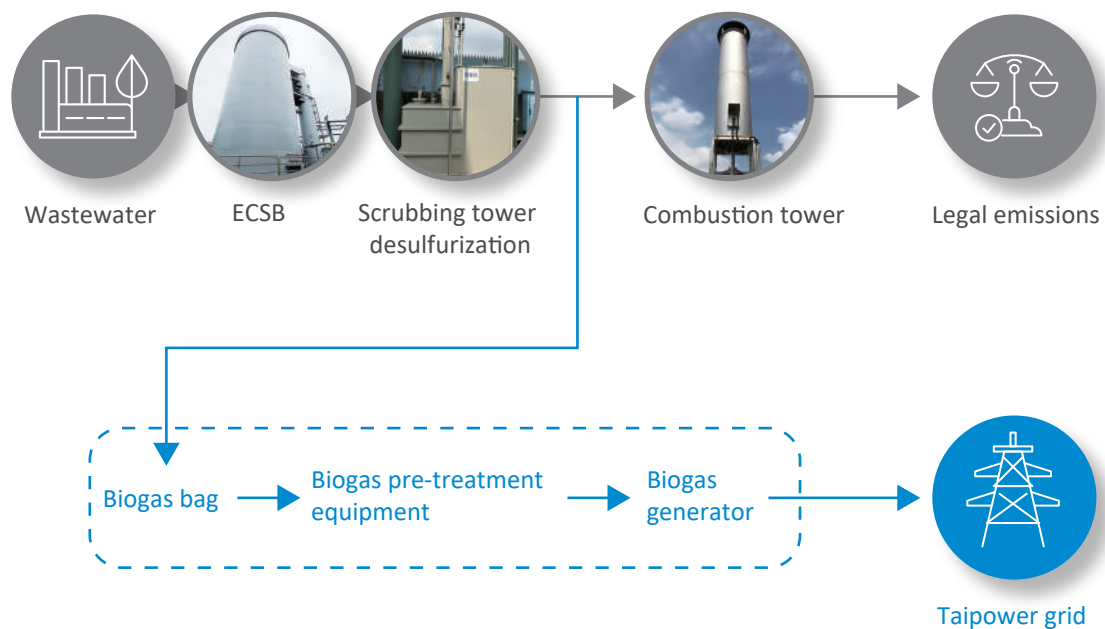 Wastewater
ECSB
Scrubbing tower
desulfurization
Combustion tower
Legal emissions
Biogas bag
Biogas pre-treatment
equipment
Biogas
generator
Taipower grid